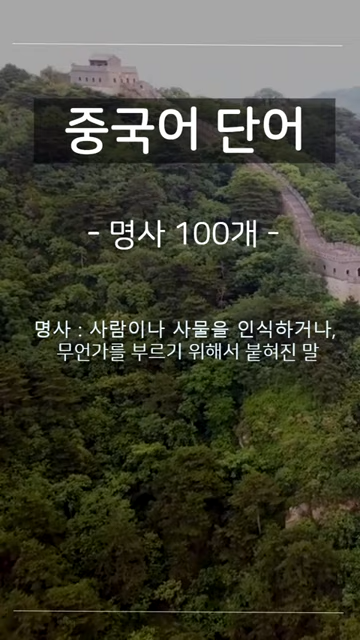 중국어 단어
- 명사 100개 -
명사 : 사람이나 사물을 인식하거나,
무언가를 부르기 위해서 붙혀진 말